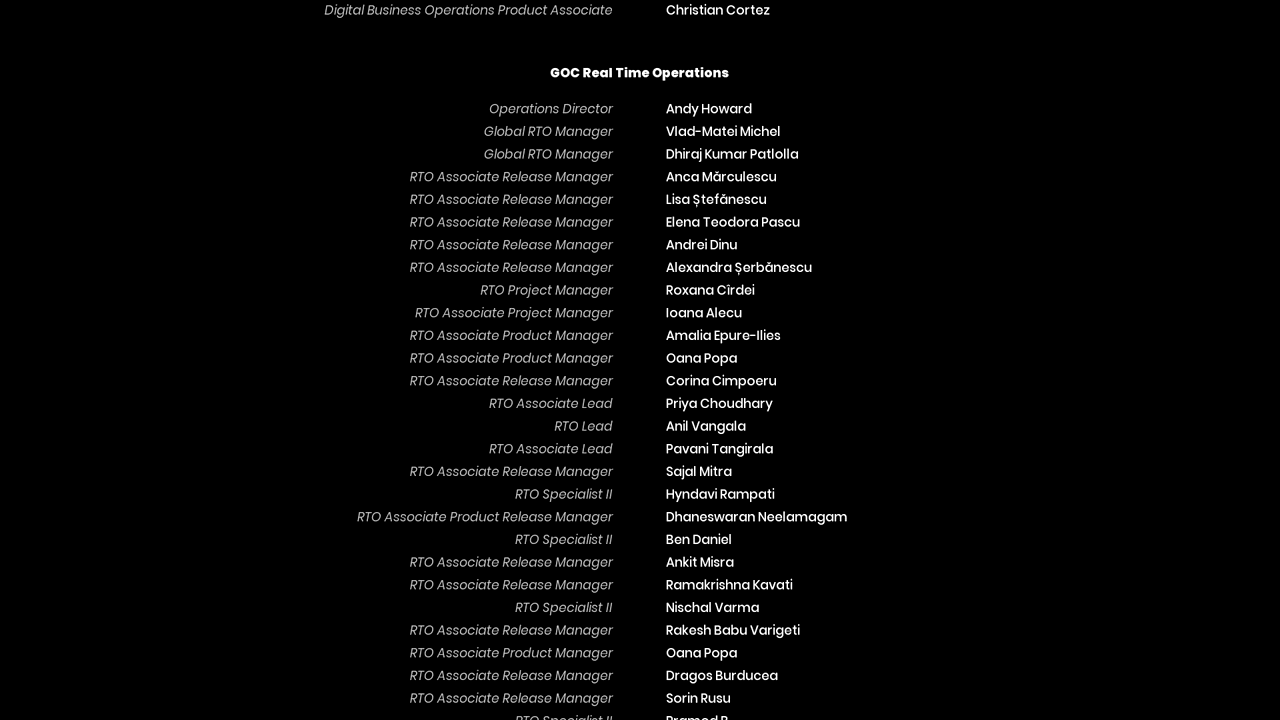 Digital Business Operations Product Associate Christian Cortez
GOC Real Time Operations
Operations Director Andy Howard
Global RTO Manager Vlad-Matei Michel
Global RTO Manager Dhiraj Kumar Patlolla
RTO Associate Release Manager Anca Mărculescu
RTO Associate Release Manager Lisa Ștefănescu
RTO Associate Release Manager Elena Teodora Pascu
RTO Associate Release Manager Andrei Dinu
RTO Associate Release Manager Alexandra Șerbănescu
RTO Project Manager Roxana Cîrdei
RTO Associate Project Manager Ioana Alecu
RTO Associate Product Manager Amalia Epure-Ilies
RTO Associate Product Manager Oana Popa
RTO Associate Release Manager Corina Cimpoeru
RTO Associate Lead Priya Choudhary
RTO Lead Anil Vangala
RTO Associate Lead Pavani Tangirala
RTO Associate Release Manager Sajal Mitra
RTO Specialist II Hyndavi Rampati
RTO Associate Product Release Manager Dhaneswaran Neelamagam
RTO Specialist II Ben Daniel
RTO Associate Release Manager Ankit Misra
RTO Associate Release Manager Ramakrishna Kavati
RTO Specialist II Nischal Varma
RTO Associate Release Manager Rakesh Babu Varigeti
RTO Associate Product Manager Oana Popa
RTO Associate Release Manager Dragos Burducea
RTO Associate Release Manager Sorin Rusu
RTO Specialist II